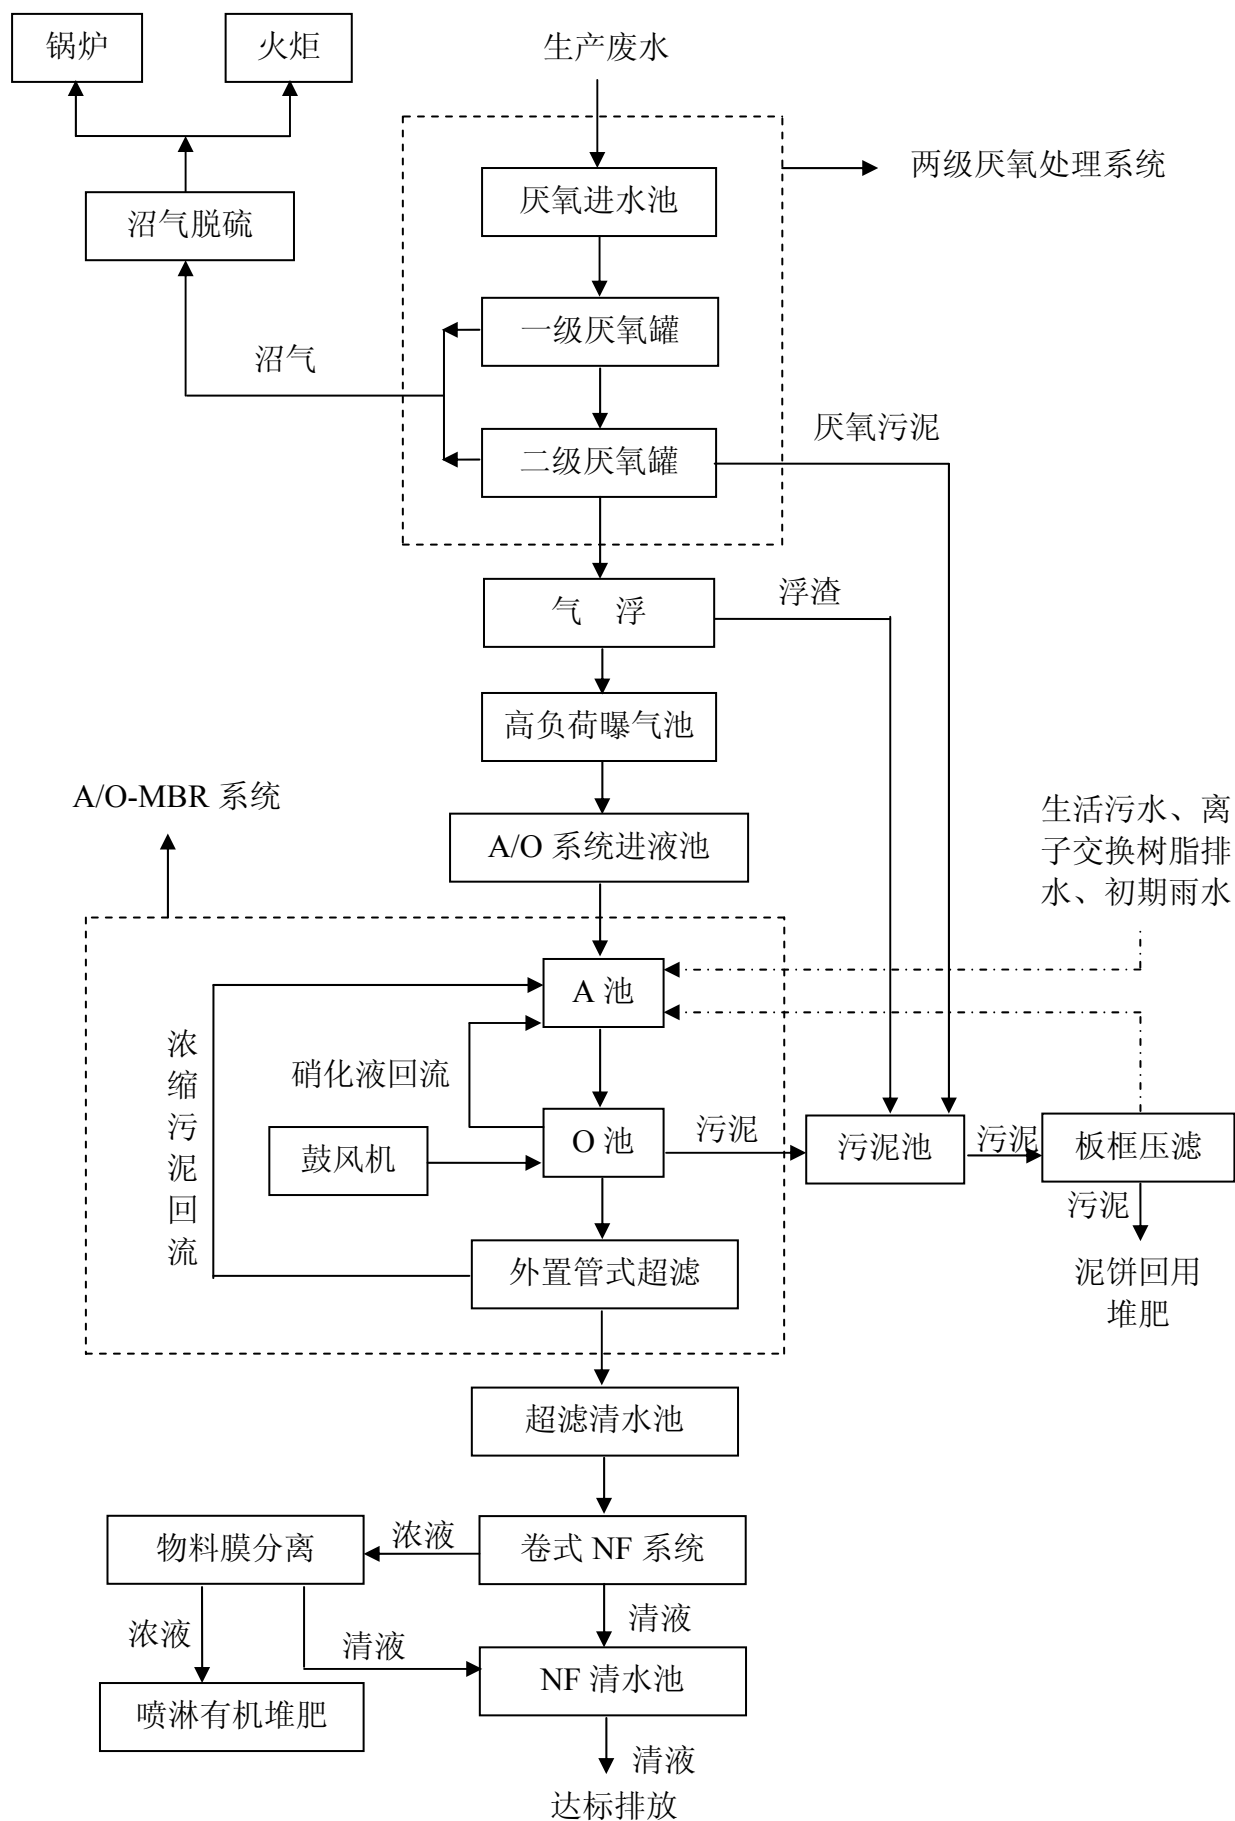 锅炉
火炬
生产废水
两级厌氧处理系统
厌氧进水池
沼气脱硫
一级厌氧罐
沼气
厌氧污泥
二级厌氧罐
气 浮
浮渣
高负荷曝气池
A/O-MBR 系统
生活污水、离
子交换树脂排
水、初期雨水
A/O 系统进液池
A 池
浓缩污泥回流
硝化液回流
O 池
污泥
污泥池
污泥
板框压滤
鼓风机
污泥
外置管式超滤
泥饼回用
堆肥
超滤清水池
物料膜分离
浓液
卷式 NF 系统
浓液
清液
清液
NF 清水池
喷淋有机堆肥
清液
达标排放